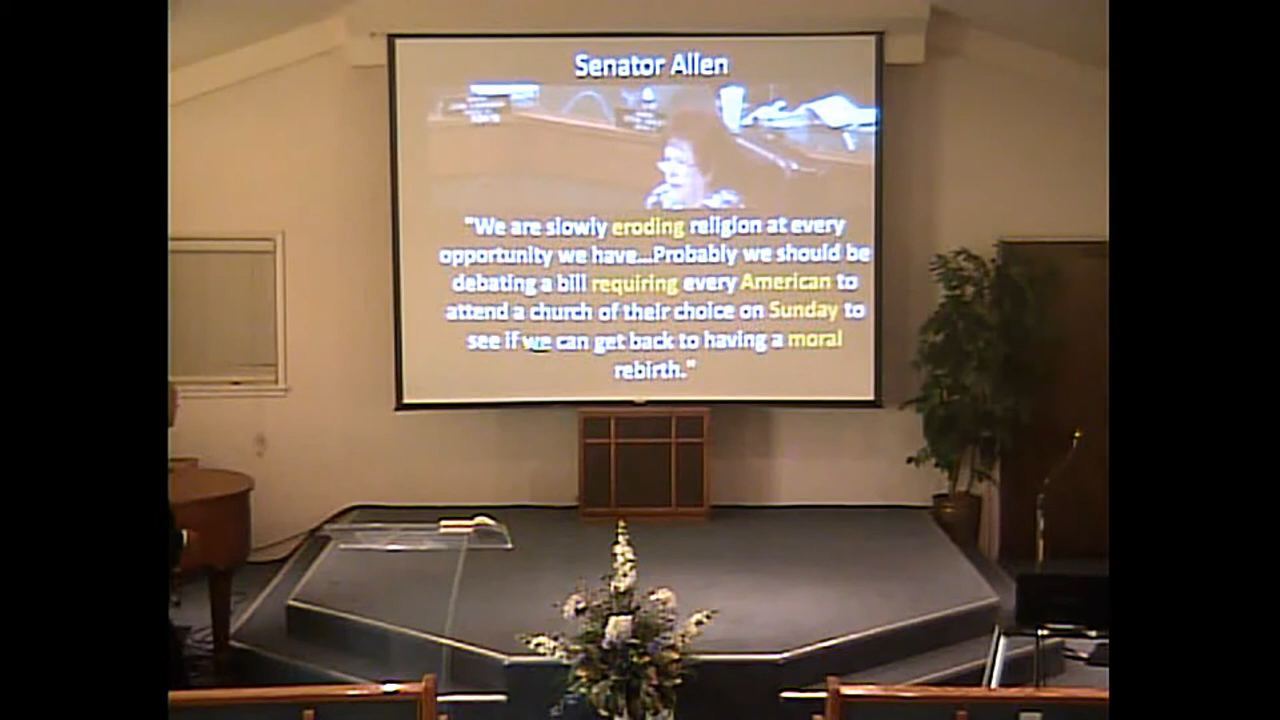 Senator Allen
"We are slowly eroding religion at every
opportunity we have...Probably we should be
debating a bill requiring every American to
attend a church of their choice on Sunday to
see if we can get back to having a moral
rebirth."